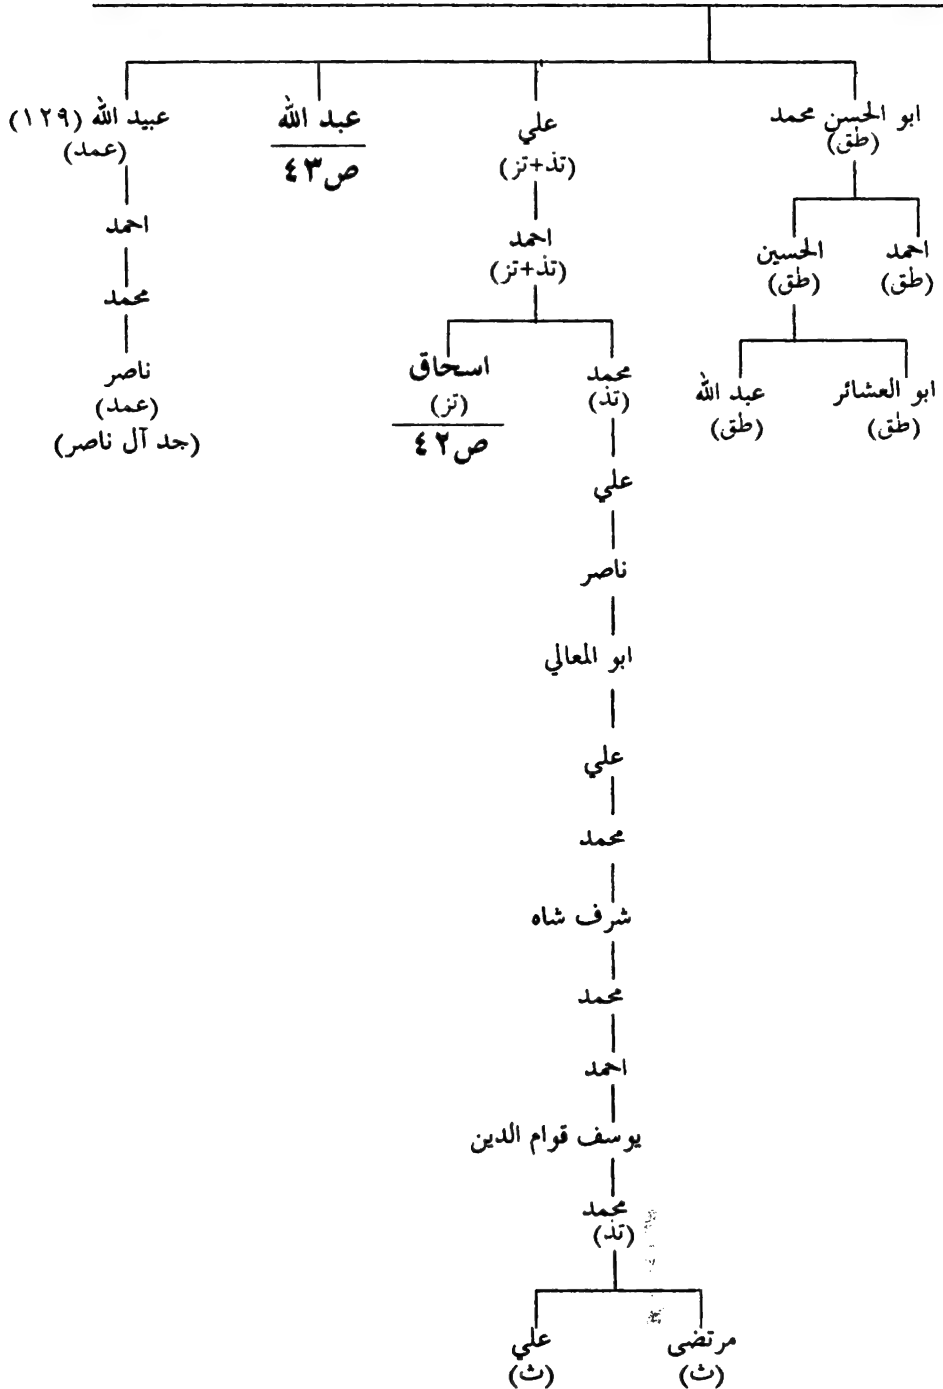 ابو الحسن محمد
(طق)
احمد
(طق)
الحسين
(طق)
ابو العشائر
(طق)
عبد الله
(طق)
علي
(تذ+تز)
احمد
(تذ+تز)
محمد
(تذ)
علي
ناصر
ابو المعالي
علي
محمد
شرف شاه
محمد
احمد
يوسف قوام الدين
محمد
(تذ)
مرتضى
(ث)
علي
(ث)
اسحاق
(تز)
ص٤٢
عبد الله
ص٤٣
عبيد الله (١٢٩)
(عمد)
احمد
محمد
ناصر
(عمد)
(جد آل ناصر)